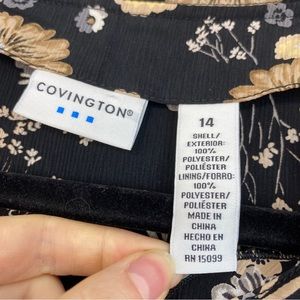 COVINGTON®
14
SHELL/
EXTERIOR:
100%
POLYESTER/
POLIÉSTER
LINING/FORRO:
100%
POLYESTER/
POLIÉSTER
MADE IN
CHINA
HECHO EN
CHINA
RN 15099